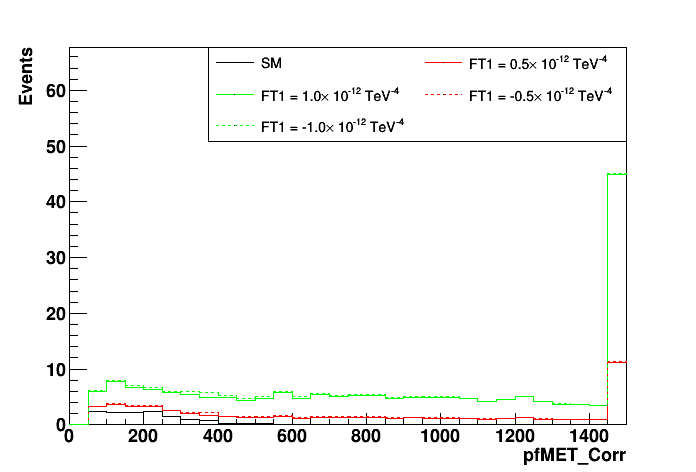 Events
SM
FT1 = 0.5× 10⁻¹² TeV⁻⁴
FT1 = 1.0× 10⁻¹² TeV⁻⁴
FT1 = -0.5× 10⁻¹² TeV⁻⁴
FT1 = -1.0× 10⁻¹² TeV⁻⁴
60
50
40
30
20
10
0
0 200 400 600 800 1000 1200 1400
pfMET_Corr